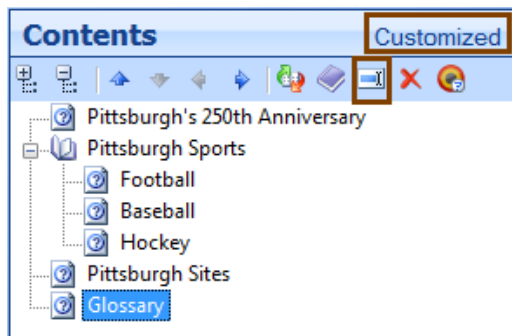 Contents Customized
Pittsburgh's 250th Anniversary
Pittsburgh Sports
Football
Baseball
Hockey
Pittsburgh Sites
Glossary